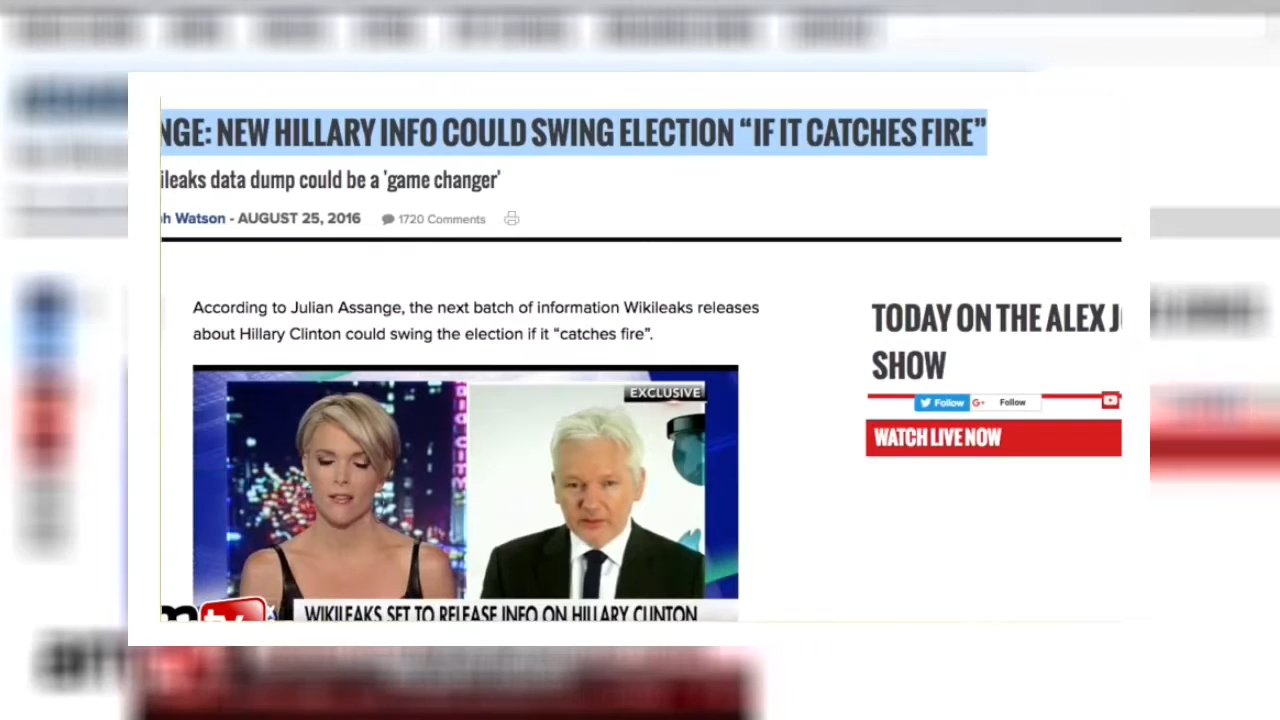 NGE: NEW HILLARY INFO COULD SWING ELECTION “IF IT CATCHES FIRE”
ileaks data dump could be a 'game changer'
h Watson - AUGUST 25, 2016 1720 Comments
According to Julian Assange, the next batch of information Wikileaks releases
about Hillary Clinton could swing the election if it “catches fire”.
TODAY ON THE ALEX J
SHOW
Follow G+ Follow
WATCH LIVE NOW
EXCLUSIVE
BIG CITY
WIKILEAKS SET TO RELEASE INFO ON HILLARY CLINTON
mtv